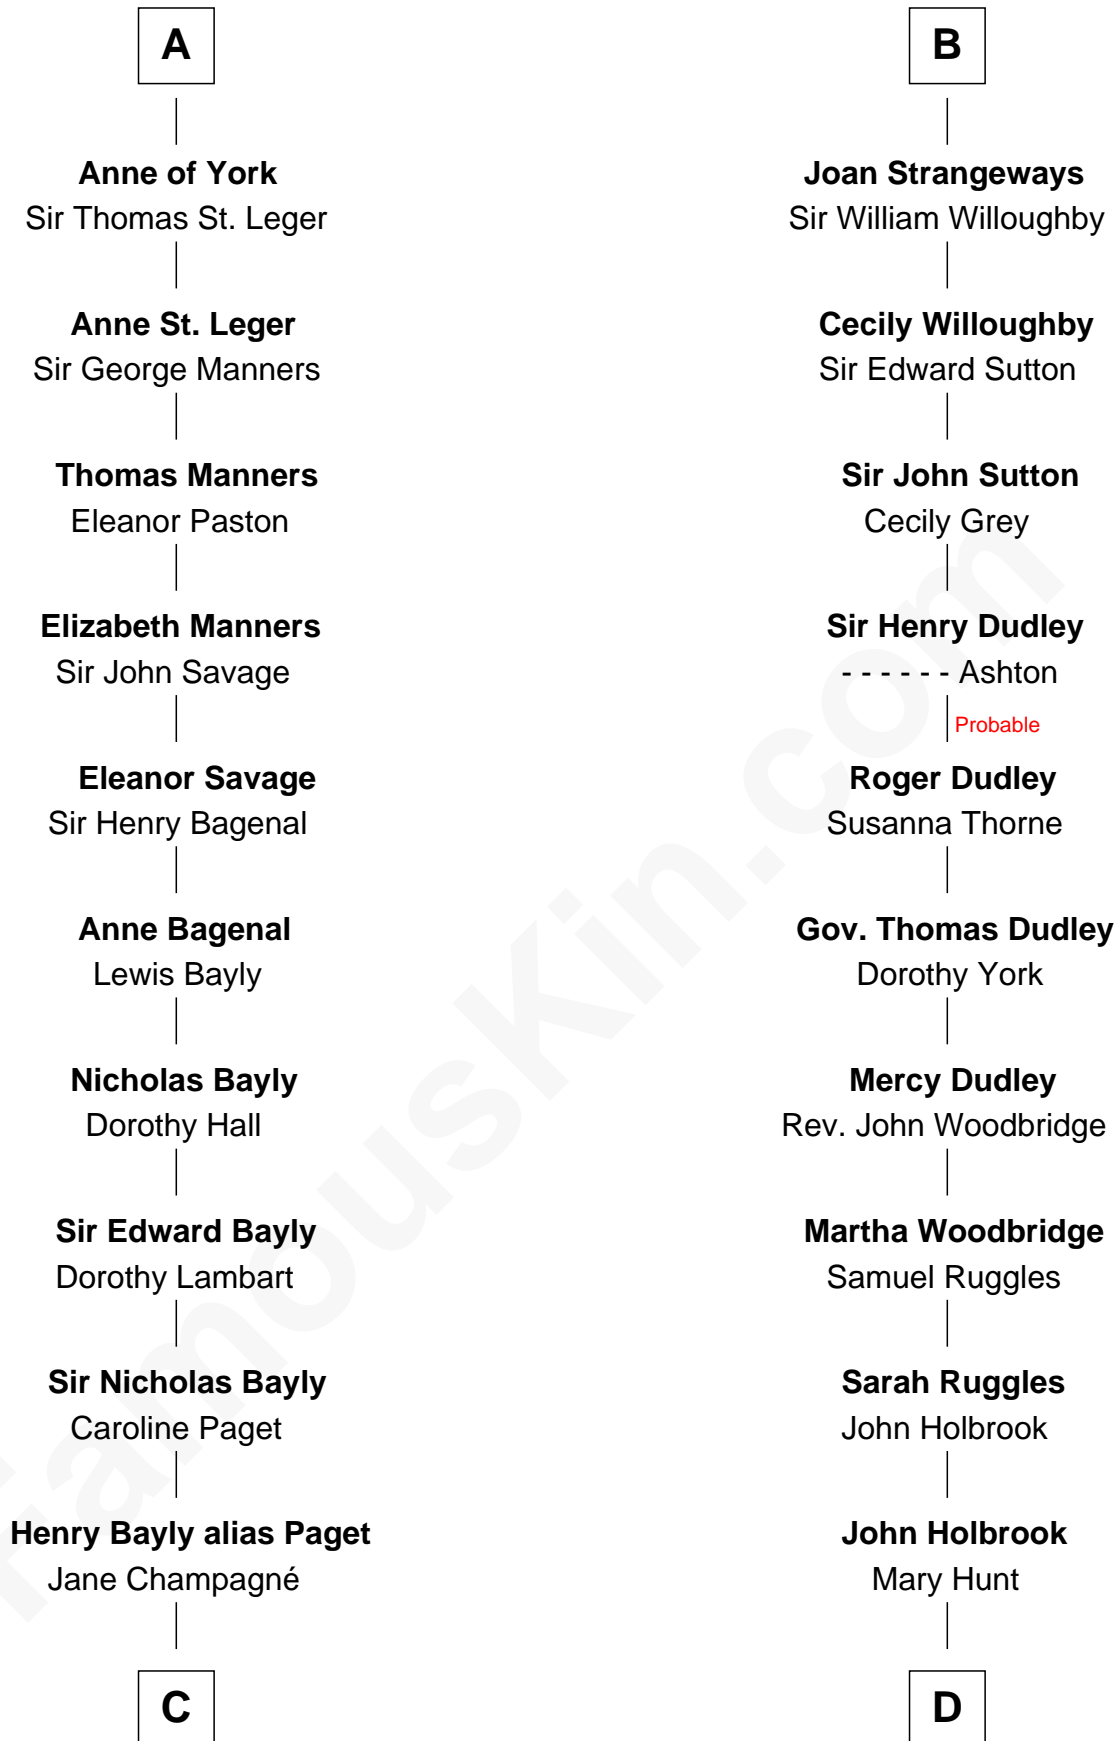 A
Anne of York
Sir Thomas St. Leger
Anne St. Leger
Sir George Manners
Thomas Manners
Eleanor Paston
Elizabeth Manners
Sir John Savage
Eleanor Savage
Sir Henry Bagenal
Anne Bagenal
Lewis Bayly
Nicholas Bayly
Dorothy Hall
Sir Edward Bayly
Dorothy Lambart
Sir Nicholas Bayly
Caroline Paget
Henry Bayly alias Paget
Jane Champagné
C
B
Joan Strangeways
Sir William Willoughby
Cecily Willoughby
Sir Edward Sutton
Sir John Sutton
Cecily Grey
Sir Henry Dudley
- - - - - - Ashton
Probable
Roger Dudley
Susanna Thorne
Gov. Thomas Dudley
Dorothy York
Mercy Dudley
Rev. John Woodbridge
Martha Woodbridge
Samuel Ruggles
Sarah Ruggles
John Holbrook
John Holbrook
Mary Hunt
D
famouskin.com